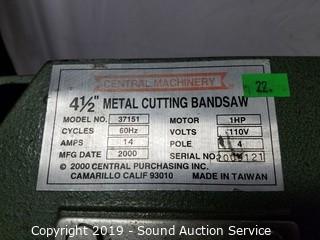 CENTRAL MACHINERY
22.
4½" METAL CUTTING BANDSAW
MODEL NO. 37151 MOTOR 1HP
CYCLES 60Hz VOLTS 110V
AMPS 14 POLE 4
MFG DATE 2000 SERIAL NO.
© 2000 CENTRAL PURCHASING INC.
CAMARILLO CALIF 93010 MADE IN TAIWAN
Copyright 2019 - Sound Auction Service